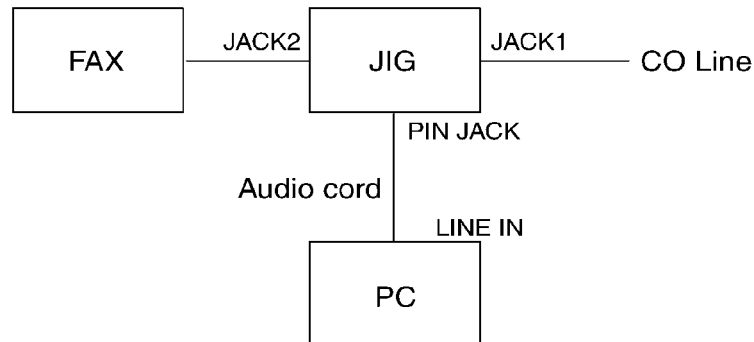 FAX
JACK2
JIG
JACK1
CO Line
PIN JACK
Audio cord
LINE IN
PC